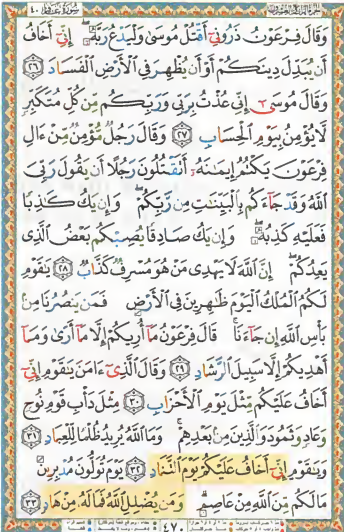 وَقَالَ فِرْعَوْنُ ذَرُونِىٓ أَقْتُلْ مُوسَىٰ وَلْيَدْعُ رَبَّهُۥٓ ۖ إِنِّىٓ أَخَافُ
أَن يُبَدِّلَ دِينَكُمْ أَوْ أَن يُظْهِرَ فِى ٱلْأَرْضِ ٱلْفَسَادَ ٢٦
وَقَالَ مُوسَىٰٓ إِنِّى عُذْتُ بِرَبِّى وَرَبِّكُم مِّن كُلِّ مُتَكَبِّرٍ
لَّا يُؤْمِنُ بِيَوْمِ ٱلْحِسَابِ ٢٧ وَقَالَ رَجُلٌ مُّؤْمِنٌ مِّنْ ءَالِ
فِرْعَوْنَ يَكْتُمُ إِيمَٰنَهُۥٓ أَتَقْتُلُونَ رَجُلًا أَن يَقُولَ رَبِّىَ
ٱللَّهُ وَقَدْ جَآءَكُم بِٱلْبَيِّنَٰتِ مِن رَّبِّكُمْ ۖ وَإِن يَكُ كَٰذِبًا
فَعَلَيْهِ كَذِبُهُۥ ۖ وَإِن يَكُ صَادِقًا يُصِبْكُم بَعْضُ ٱلَّذِى
يَعِدُكُمْ ۖ إِنَّ ٱللَّهَ لَا يَهْدِى مَنْ هُوَ مُسْرِفٌ كَذَّابٌ ٢٨ يَٰقَوْمِ
لَكُمُ ٱلْمُلْكُ ٱلْيَوْمَ ظَٰهِرِينَ فِى ٱلْأَرْضِ فَمَن يَنصُرُنَا مِنۢ
بَأْسِ ٱللَّهِ إِن جَآءَنَا ۚ قَالَ فِرْعَوْنُ مَآ أُرِيكُمْ إِلَّا مَآ أَرَىٰ وَمَآ
أَهْدِيكُمْ إِلَّا سَبِيلَ ٱلرَّشَادِ ٢٩ وَقَالَ ٱلَّذِىٓ ءَامَنَ يَٰقَوْمِ إِنِّىٓ
أَخَافُ عَلَيْكُم مِّثْلَ يَوْمِ ٱلْأَحْزَابِ ٣٠ مِثْلَ دَأْبِ قَوْمِ نُوحٍ
وَعَادٍ وَثَمُودَ وَٱلَّذِينَ مِنۢ بَعْدِهِمْ ۚ وَمَا ٱللَّهُ يُرِيدُ ظُلْمًا لِّلْعِبَادِ ٣١
وَيَٰقَوْمِ إِنِّىٓ أَخَافُ عَلَيْكُمْ يَوْمَ ٱلتَّنَادِ ٣٢ يَوْمَ تُوَلُّونَ مُدْبِرِينَ
مَا لَكُم مِّنَ ٱللَّهِ مِنْ عَاصِمٍ ۗ وَمَن يُضْلِلِ ٱللَّهُ فَمَا لَهُۥ مِنْ هَادٍ ٣٣
٤٧٠